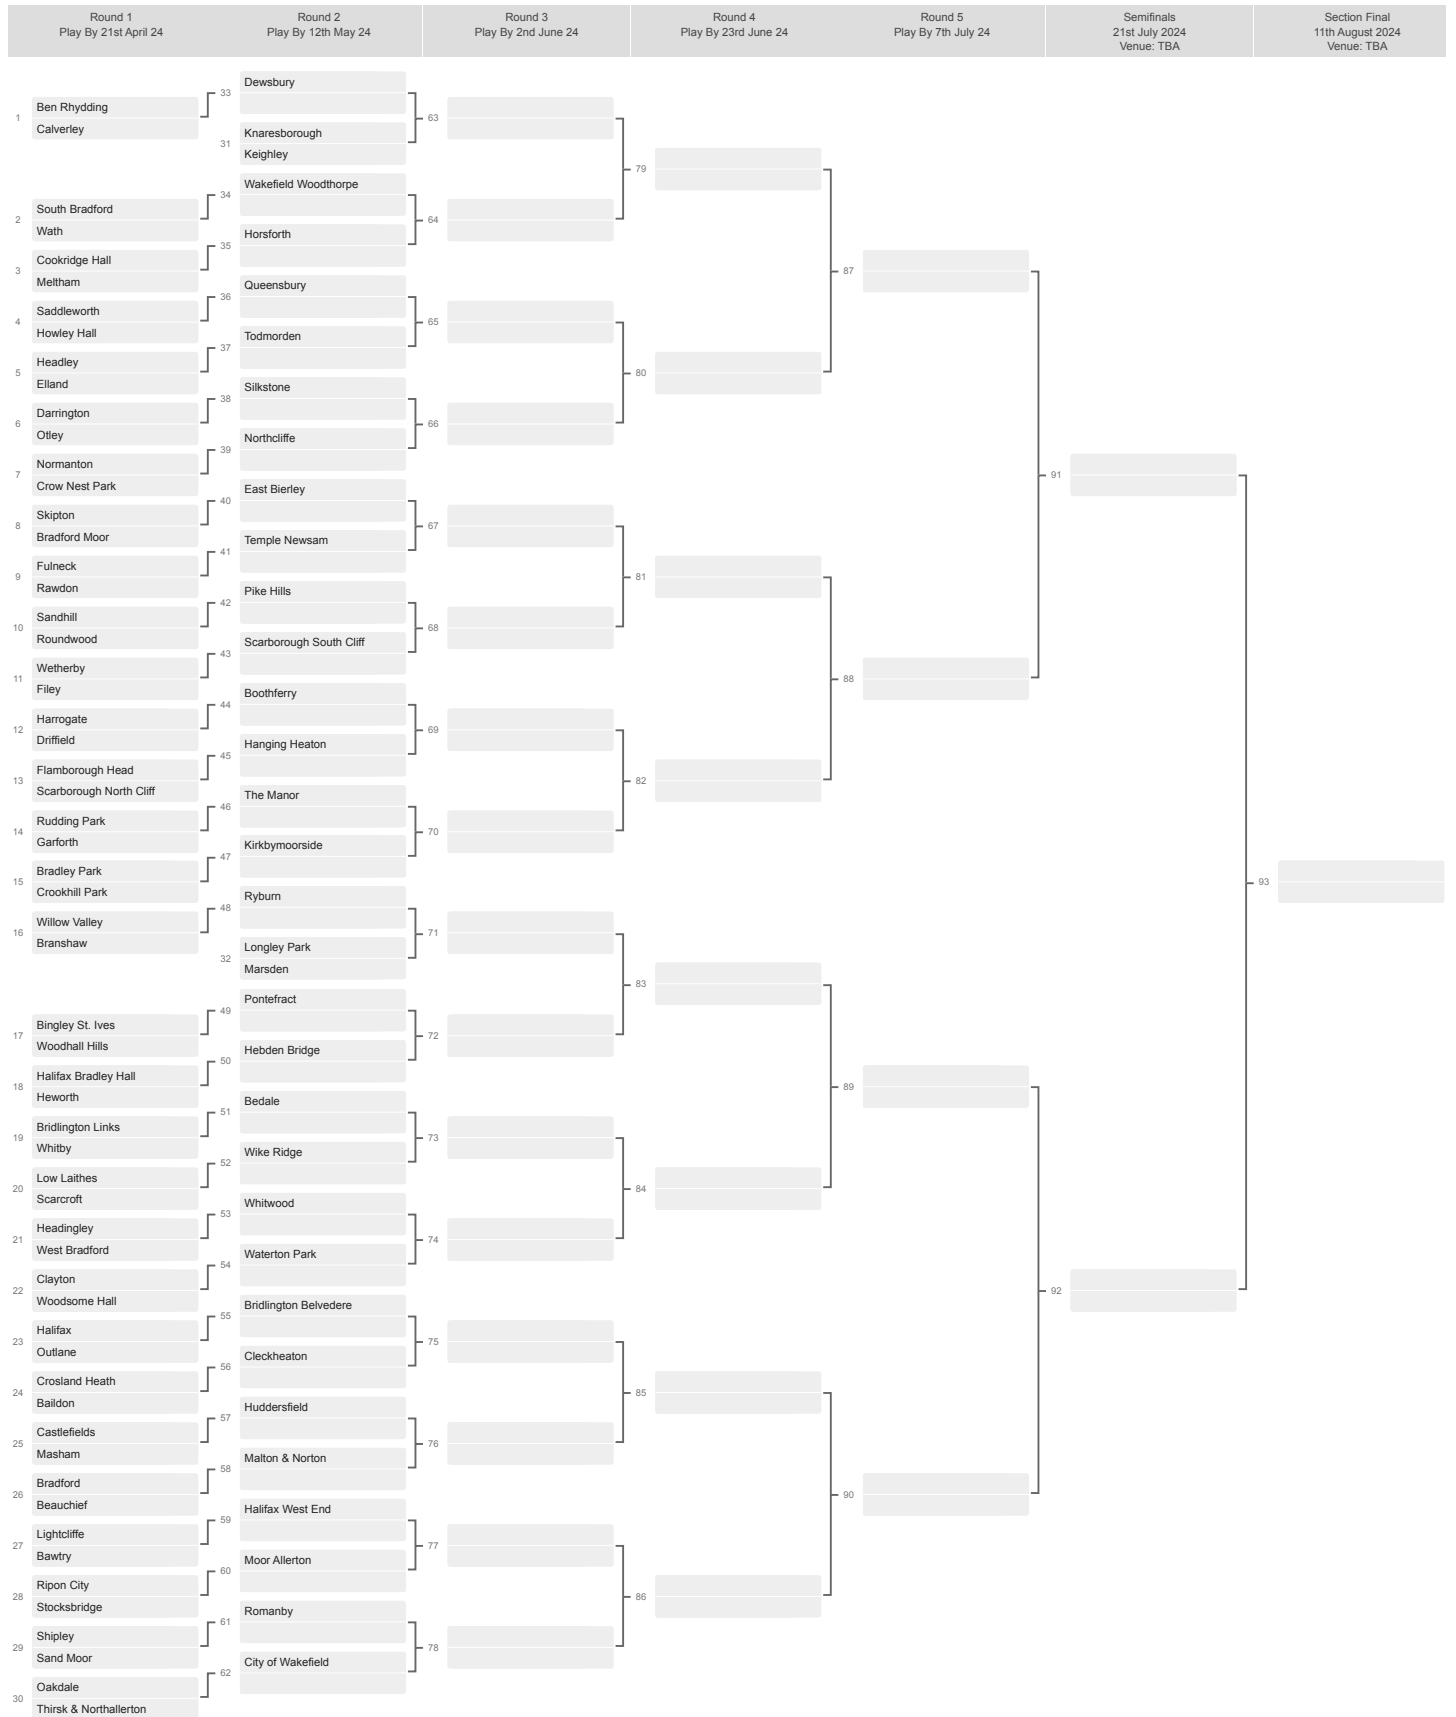 Round 1
Play By 21st April 24
Round 2
Play By 12th May 24
Round 3
Play By 2nd June 24
Round 4
Play By 23rd June 24
Round 5
Play By 7th July 24
Semifinals
21st July 2024
Venue: TBA
Section Final
11th August 2024
Venue: TBA
1
Ben Rhydding
Calverley
2
South Bradford
Wath
3
Cookridge Hall
Meltham
4
Saddleworth
Howley Hall
5
Headley
Elland
6
Darrington
Otley
7
Normanton
Crow Nest Park
8
Skipton
Bradford Moor
9
Fulneck
Rawdon
10
Sandhill
Roundwood
11
Wetherby
Filey
12
Harrogate
Driffield
13
Flamborough Head
Scarborough North Cliff
14
Rudding Park
Garforth
15
Bradley Park
Crookhill Park
16
Willow Valley
Branshaw
17
Bingley St. Ives
Woodhall Hills
18
Halifax Bradley Hall
Heworth
19
Bridlington Links
Whitby
20
Low Laithes
Scarcroft
21
Headingley
West Bradford
22
Clayton
Woodsome Hall
23
Halifax
Outlane
24
Crosland Heath
Baildon
25
Castlefields
Masham
26
Bradford
Beauchief
27
Lightcliffe
Bawtry
28
Ripon City
Stocksbridge
29
Shipley
Sand Moor
30
Oakdale
Thirsk & Northallerton
33
Dewsbury
31
Knaresborough
Keighley
34
Wakefield Woodthorpe
35
Horsforth
36
Queensbury
37
Todmorden
38
Silkstone
39
Northcliffe
40
East Bierley
41
Temple Newsam
42
Pike Hills
43
Scarborough South Cliff
44
Boothferry
45
Hanging Heaton
46
The Manor
47
Kirkbymoorside
48
Ryburn
32
Longley Park
Marsden
49
Pontefract
50
Hebden Bridge
51
Bedale
52
Wike Ridge
53
Whitwood
54
Waterton Park
55
Bridlington Belvedere
56
Cleckheaton
57
Huddersfield
58
Malton & Norton
59
Halifax West End
60
Moor Allerton
61
Romanby
62
City of Wakefield
63
64
65
66
67
68
69
70
71
72
73
74
75
76
77
78
79
80
81
82
83
84
85
86
87
88
89
90
91
92
93